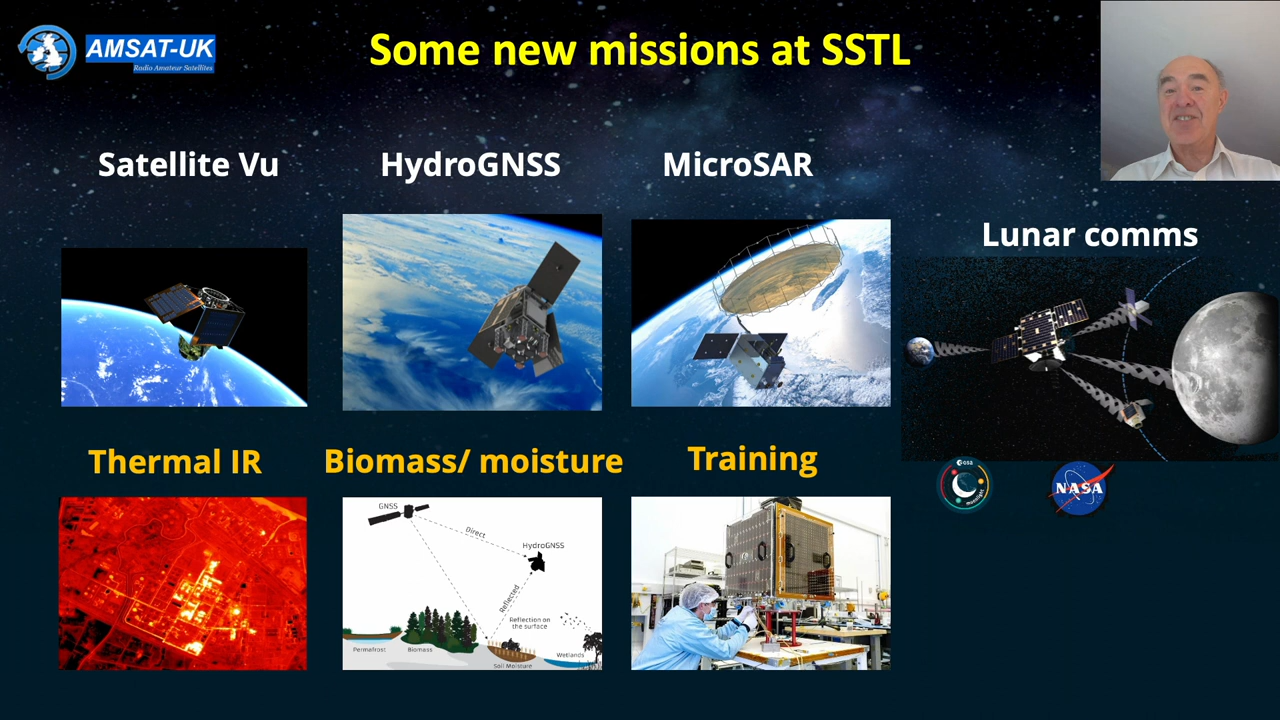 AMSAT-UK
Radio Amateur Satellites
Some new missions at SSTL
Satellite Vu
HydroGNSS
MicroSAR
Lunar comms
Thermal IR
Biomass/ moisture
Training
esa
moonlight
NASA
GNSS
Direct
HydroGNSS
Reflected
Reflection on
the surface
Permafrost
Biomass
Soil Moisture
Wetlands